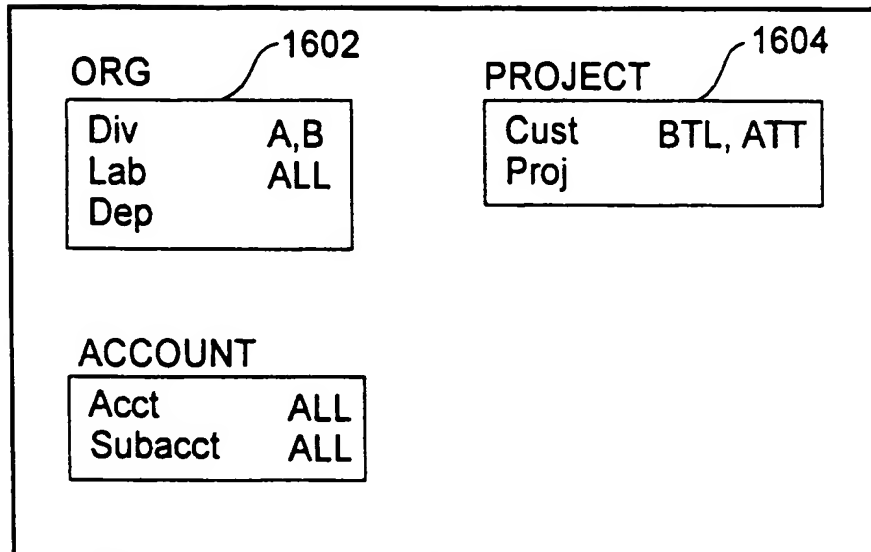 1602
ORG
Div A,B
Lab ALL
Dep
1604
PROJECT
Cust BTL, ATT
Proj
ACCOUNT
Acct ALL
Subacct ALL